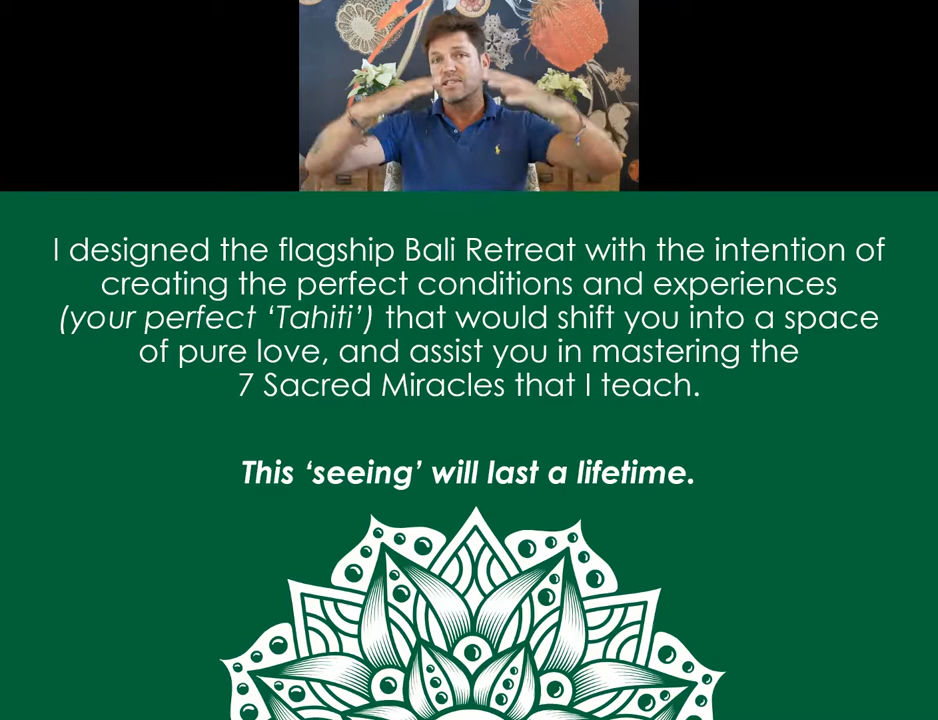 I designed the flagship Bali Retreat with the intention of
creating the perfect conditions and experiences
(your perfect ‘Tahiti’) that would shift you into a space
of pure love, and assist you in mastering the
7 Sacred Miracles that I teach.
This ‘seeing’ will last a lifetime.